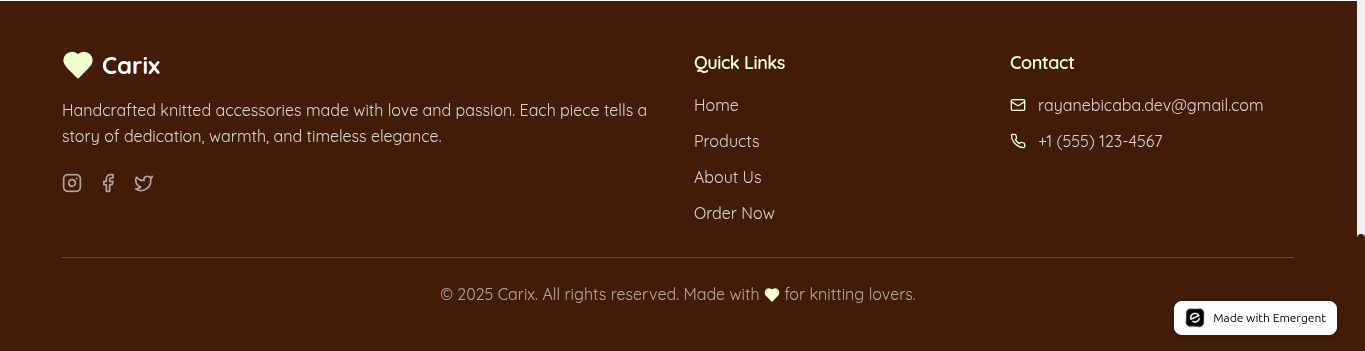 Carix
Handcrafted knitted accessories made with love and passion. Each piece tells a
story of dedication, warmth, and timeless elegance.
Quick Links
Home
Products
About Us
Order Now
Contact
rayanebicaba.dev@gmail.com
+1 (555) 123-4567
© 2025 Carix. All rights reserved. Made with 💛 for knitting lovers.
Made with Emergent